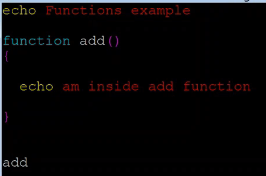 echo Functions example
function add()
{
echo am inside add function
}
add